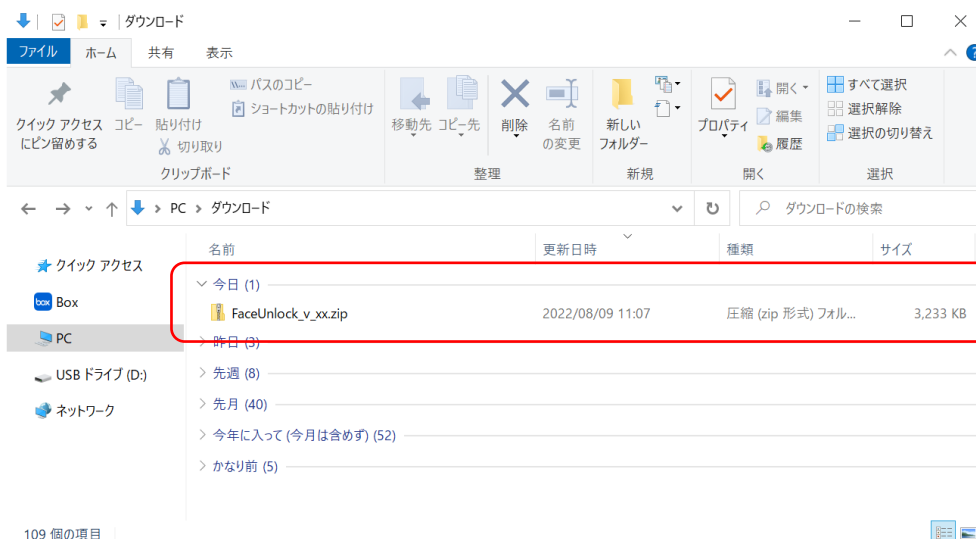 ダウンロード
ファイル ホーム 共有 表示
クイック アクセス
にピン留めする
コピー
貼り付け
パスのコピー
ショートカットの貼り付け
切り取り
クリップボード
移動先
コピー先
削除
名前
の変更
整理
新しい
フォルダー
新規
プロパティ
開く
編集
履歴
開く
すべて選択
選択解除
選択の切り替え
選択
PC > ダウンロード
ダウンロードの検索
名前 更新日時 種類 サイズ
クイック アクセス
box Box
PC
USB ドライブ (D:)
ネットワーク
今日 (1)
FaceUnlock_v_xx.zip 2022/08/09 11:07 圧縮 (zip 形式) フォル... 3,233 KB
昨日 (3)
先週 (8)
先月 (40)
今年に入って (今月は含めず) (52)
かなり前 (5)
109 個の項目